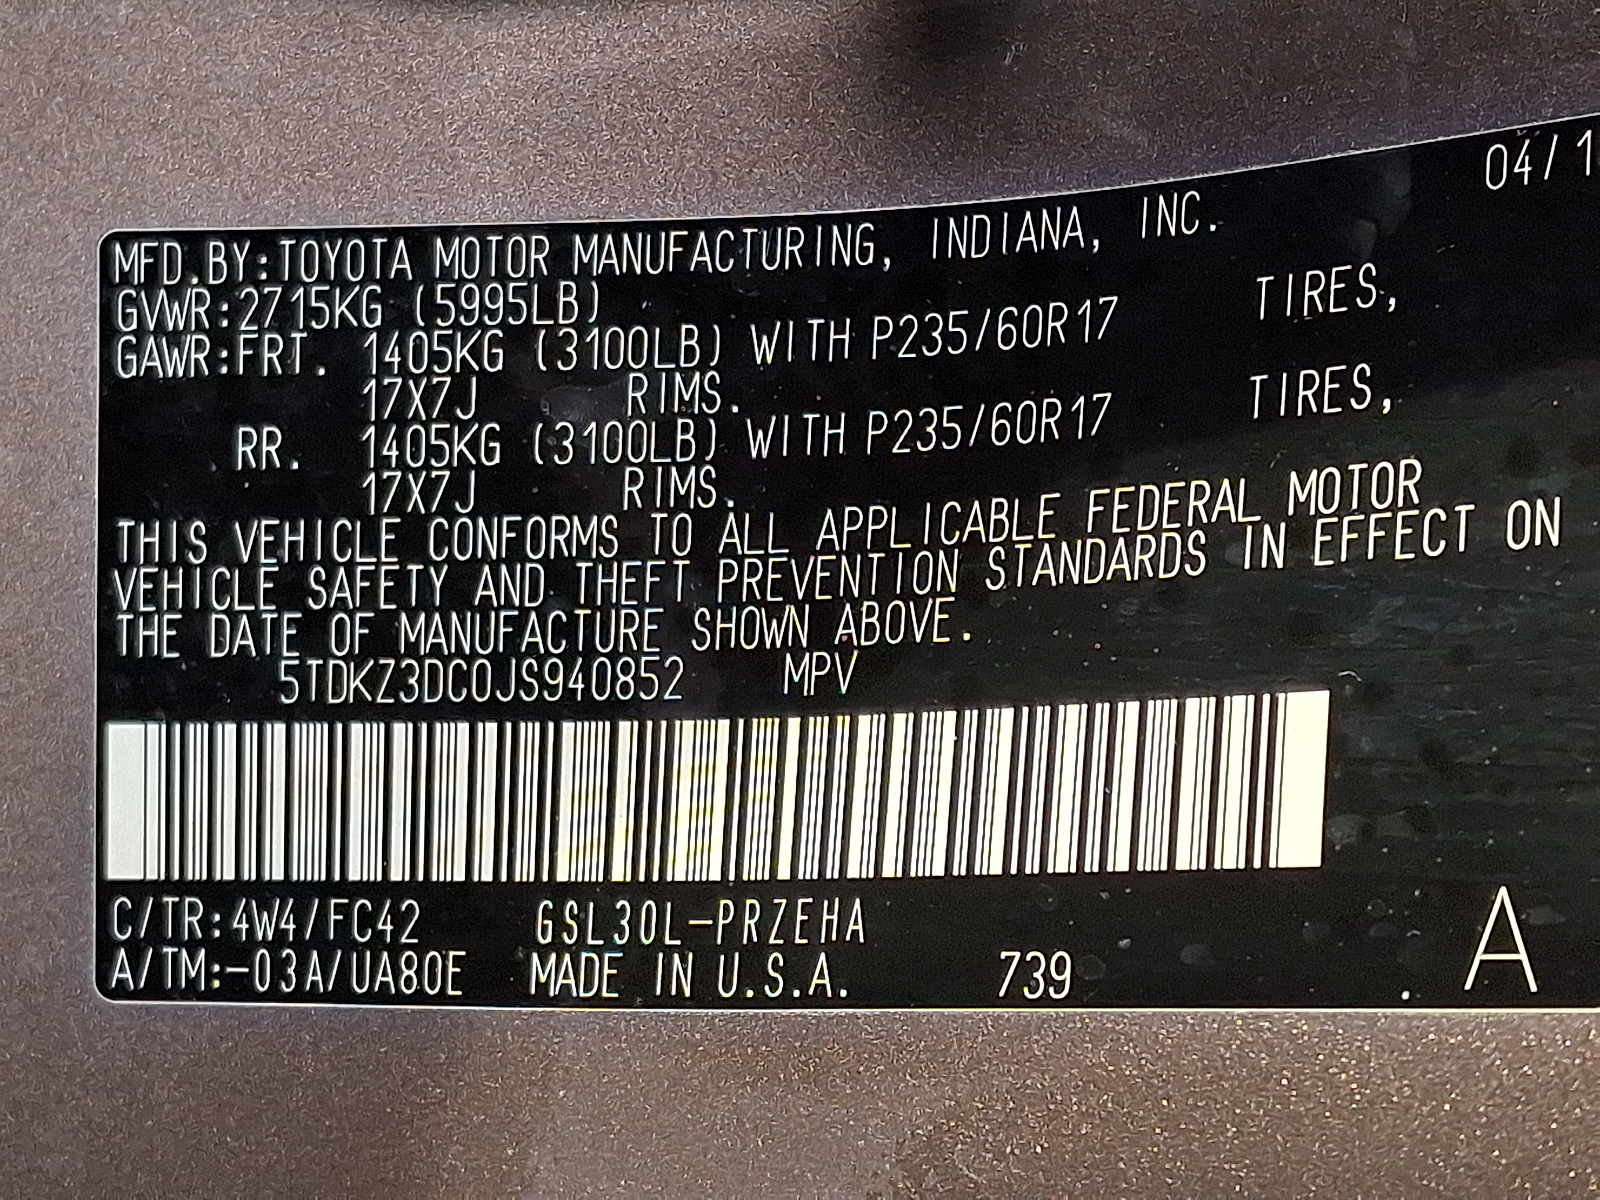 04/1
MFD.BY:TOYOTA MOTOR MANUFACTURING, INDIANA, INC.
GVWR:2715KG (5995LB)
GAWR:FRT. 1405KG (3100LB) WITH P235/60R17 TIRES,
17X7J RIMS.
RR. 1405KG (3100LB) WITH P235/60R17 TIRES,
17X7J RIMS.
THIS VEHICLE CONFORMS TO ALL APPLICABLE FEDERAL MOTOR
VEHICLE SAFETY AND THEFT PREVENTION STANDARDS IN EFFECT ON
THE DATE OF MANUFACTURE SHOWN ABOVE.
5TDKZ3DC0JS940852 MPV
C/TR:4W4/FC42 GSL30L-PRZEHA
A/TM:-03A/UA80E MADE IN U.S.A. 739 A